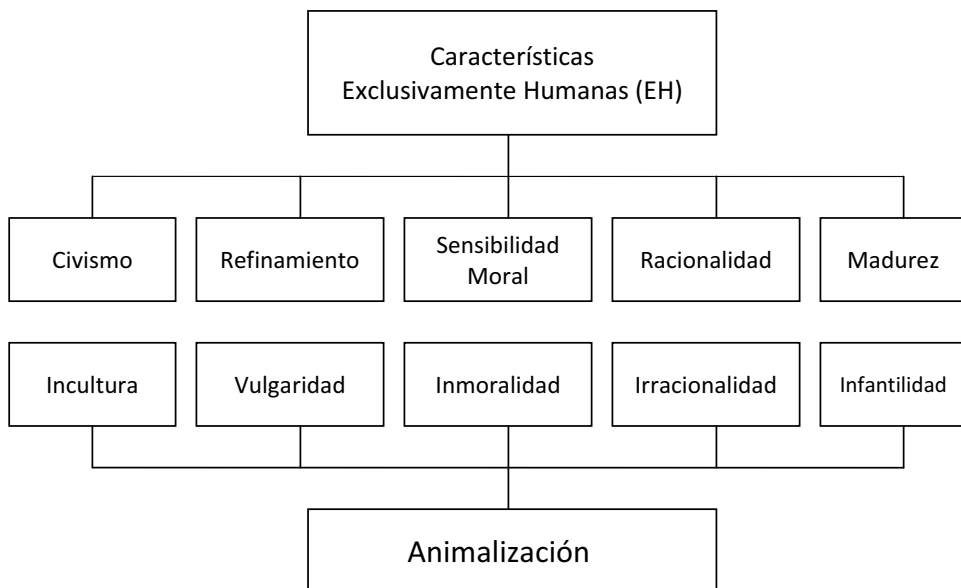 Características
Exclusivamente Humanas (EH)
Civismo
Refinamiento
Sensibilidad
Moral
Racionalidad
Madurez
Incultura
Vulgaridad
Inmoralidad
Irracionalidad
Infantilidad
Animalización